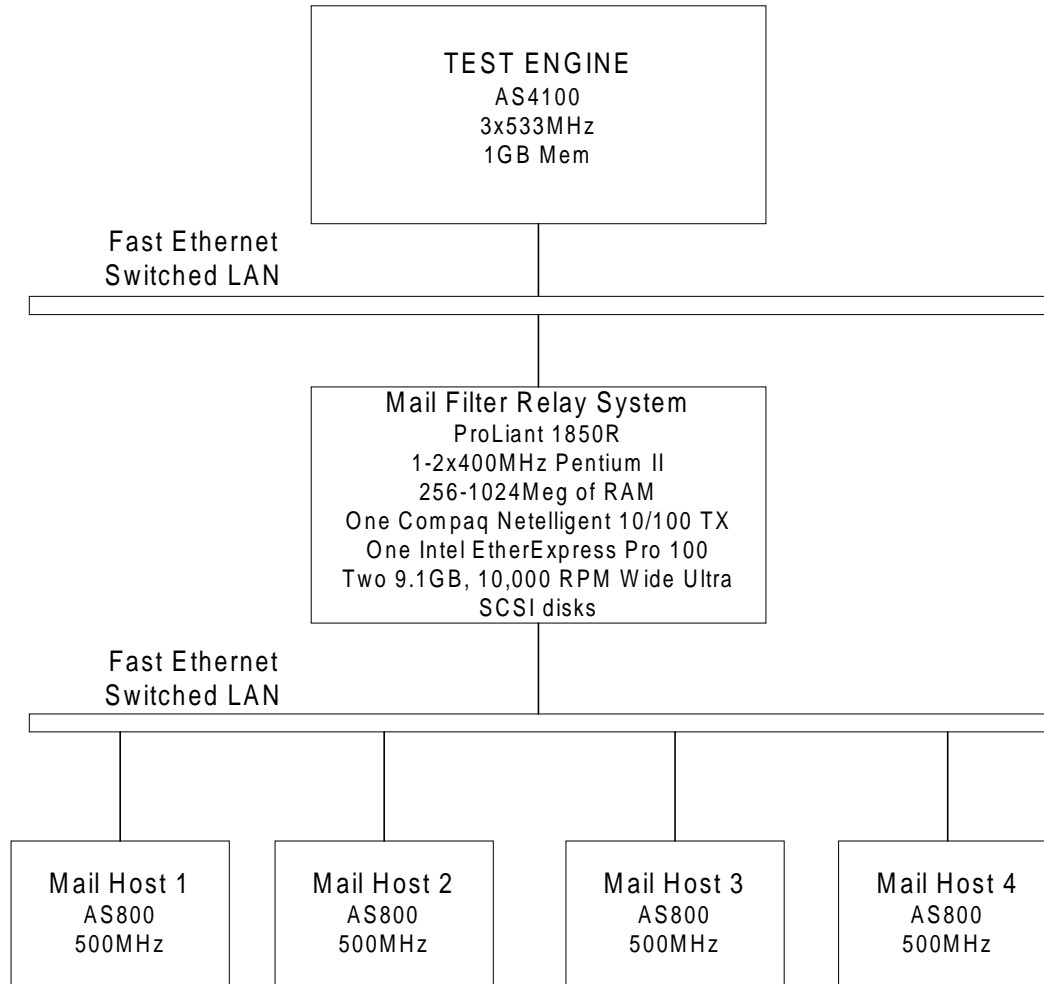 TEST ENGINE
AS4100
3x533MHz
1GB Mem
Fast Ethernet
Switched LAN
Mail Filter Relay System
ProLiant 1850R
1-2x400MHz Pentium II
256-1024Meg of RAM
One Compaq Netelligent 10/100 TX
One Intel EtherExpress Pro 100
Two 9.1GB, 10,000 RPM Wide Ultra
SCSI disks
Fast Ethernet
Switched LAN
Mail Host 1
AS800
500MHz
Mail Host 2
AS800
500MHz
Mail Host 3
AS800
500MHz
Mail Host 4
AS800
500MHz